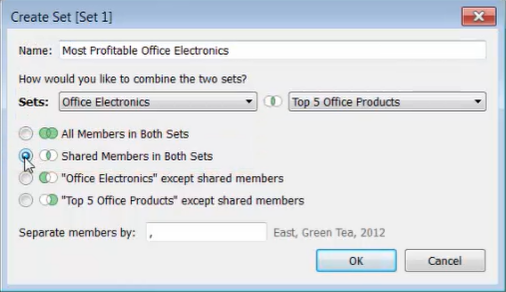 Create Set [Set 1]
Name: Most Profitable Office Electronics
How would you like to combine the two sets?
Sets: Office Electronics Top 5 Office Products
All Members in Both Sets
Shared Members in Both Sets
"Office Electronics" except shared members
"Top 5 Office Products" except shared members
Separate members by: , East, Green Tea, 2012
OK Cancel